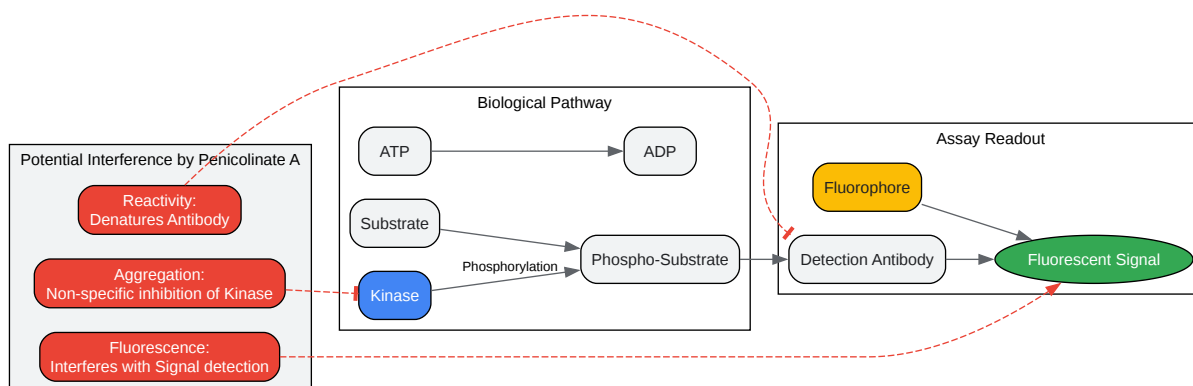 Potential Interference by Penicolinate A
Reactivity:
Denatures Antibody
Aggregation:
Non-specific inhibition of Kinase
Fluorescence:
Interferes with Signal detection
Biological Pathway
ATP
ADP
Substrate
Kinase
Phosphorylation
Phospho-Substrate
Assay Readout
Fluorophore
Detection Antibody
Fluorescent Signal